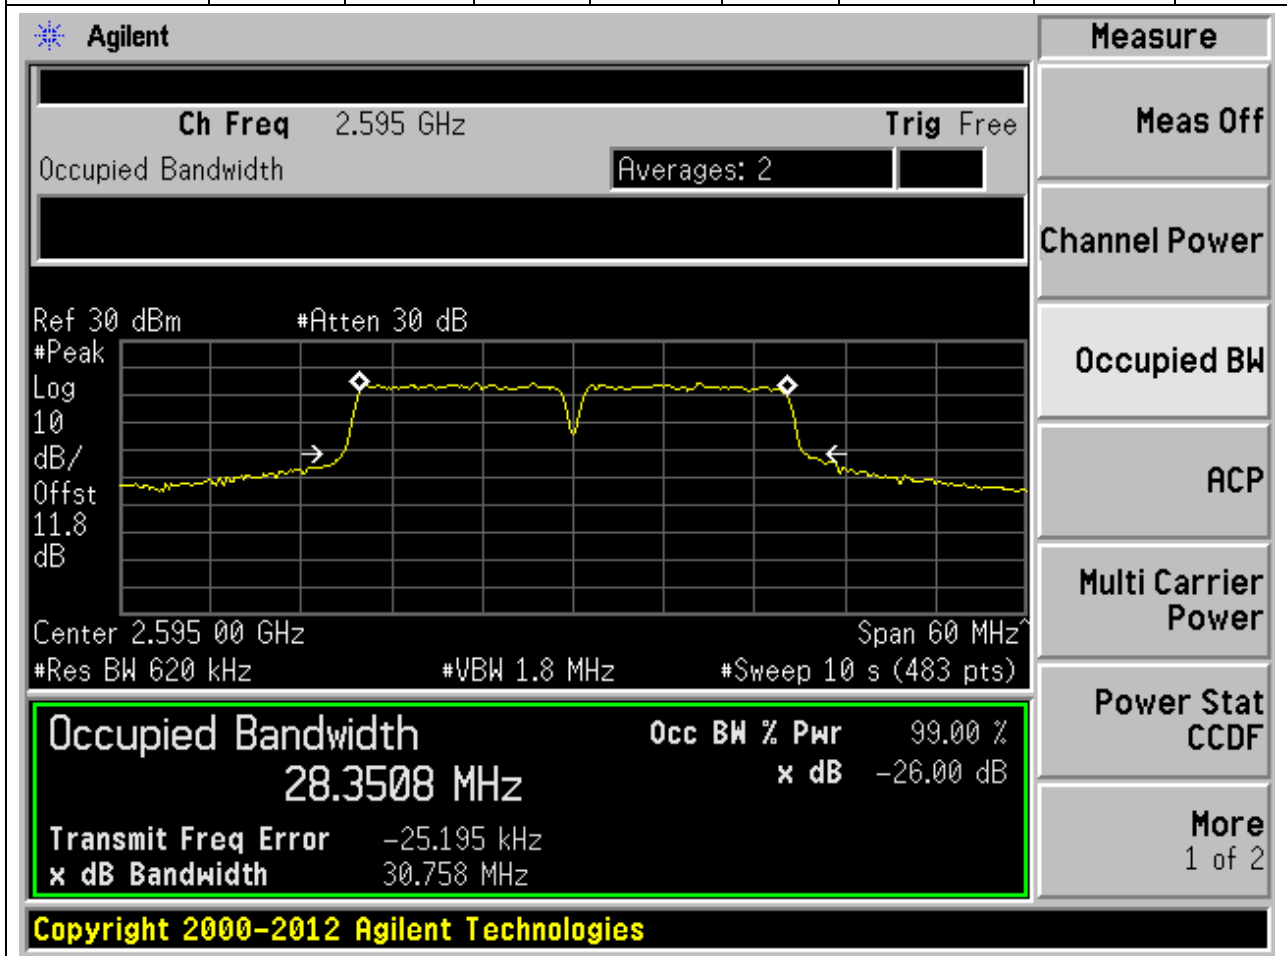 Agilent
Measure
Ch Freq 2.595 GHz Trig Free
Meas Off
Occupied Bandwidth Averages: 2
Channel Power
Ref 30 dBm #Atten 30 dB
#Peak
Log
10
dB/
Offst
11.8
dB
Occupied BW
ACP
Multi Carrier
Power
Center 2.595 00 GHz Span 60 MHz^
#Res BW 620 kHz #VBW 1.8 MHz #Sweep 10 s (483 pts)
Power Stat
CCDF
Occupied Bandwidth Occ BW % Pwr 99.00 %
28.3508 MHz x dB -26.00 dB
Transmit Freq Error -25.195 kHz
x dB Bandwidth 30.758 MHz
More
1 of 2
Copyright 2000-2012 Agilent Technologies